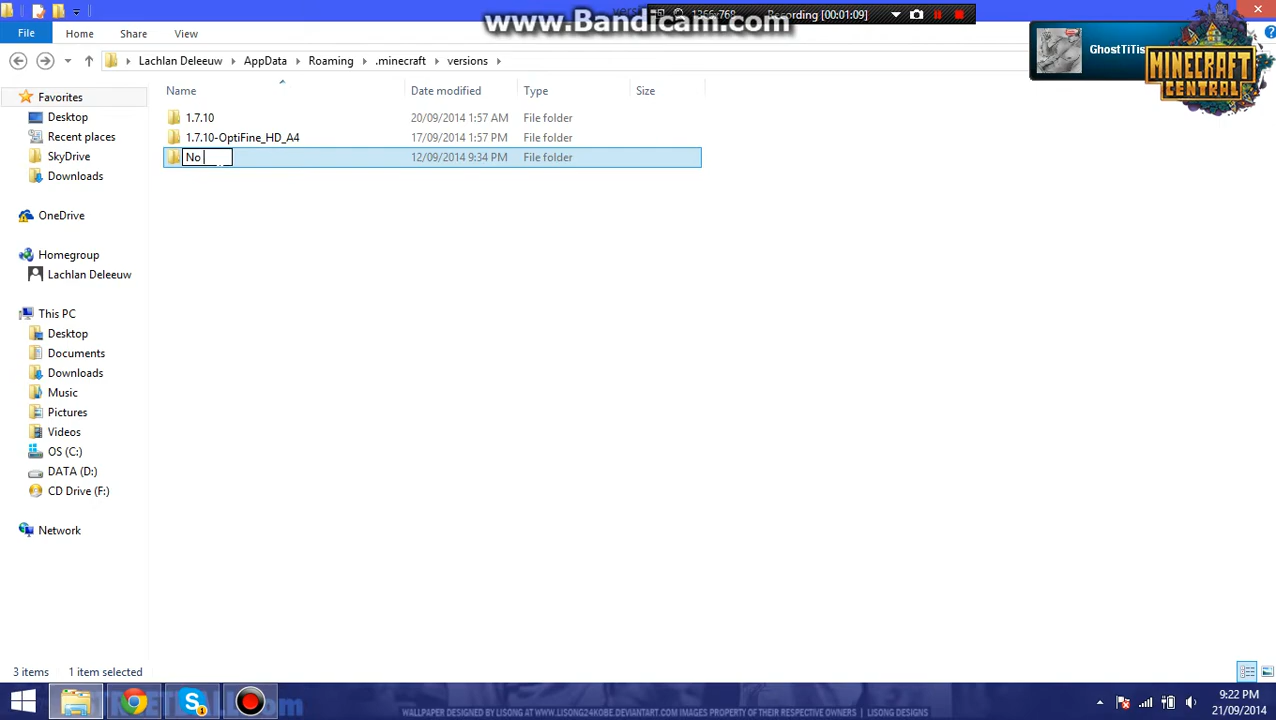 www.Bandicam.com
1366x768
Recording [00:01:09]
File
Home
Share
View
GhostTiTis
MINECRAFT
CENTRAL
Lachlan Deleeuw
AppData
Roaming
.minecraft
versions
Name
Date modified
Type
Size
Favorites
Desktop
Recent places
SkyDrive
Downloads
OneDrive
Homegroup
Lachlan Deleeuw
This PC
Desktop
Documents
Downloads
Music
Pictures
Videos
OS (C:)
DATA (D:)
CD Drive (F:)
Network
1.7.10 20/09/2014 1:57 AM File folder
1.7.10-OptiFine_HD_A4 17/09/2014 1:57 PM File folder
No 12/09/2014 9:34 PM File folder
3 items 1 item selected
WALLPAPER DESIGNED BY LISONG AT WWW.LISONG24KOBE.DEVIANTART.COM IMAGES PROPERTY OF THEIR RESPECTIVE OWNERS | LISONG DESIGNS
9:22 PM
21/09/2014